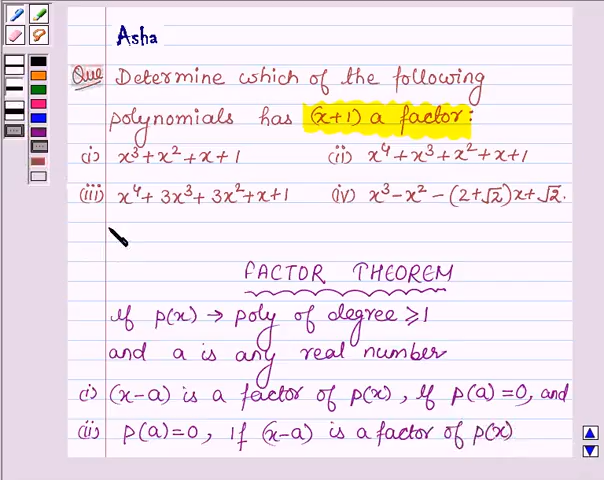 Asha
Que Determine which of the following
polynomials has (x+1) a factor:
(i) x³+x²+x+1 (ii) x⁴+x³+x²+x+1
(iii) x⁴+3x³+3x²+x+1 (iv) x³-x²-(2+√2)x+√2.
FACTOR THEOREM
If p(x) → poly of degree ≥1
and a is any real number
(i) (x-a) is a factor of p(x), If p(a)=0, and
(ii) p(a)=0, if (x-a) is a factor of p(x)